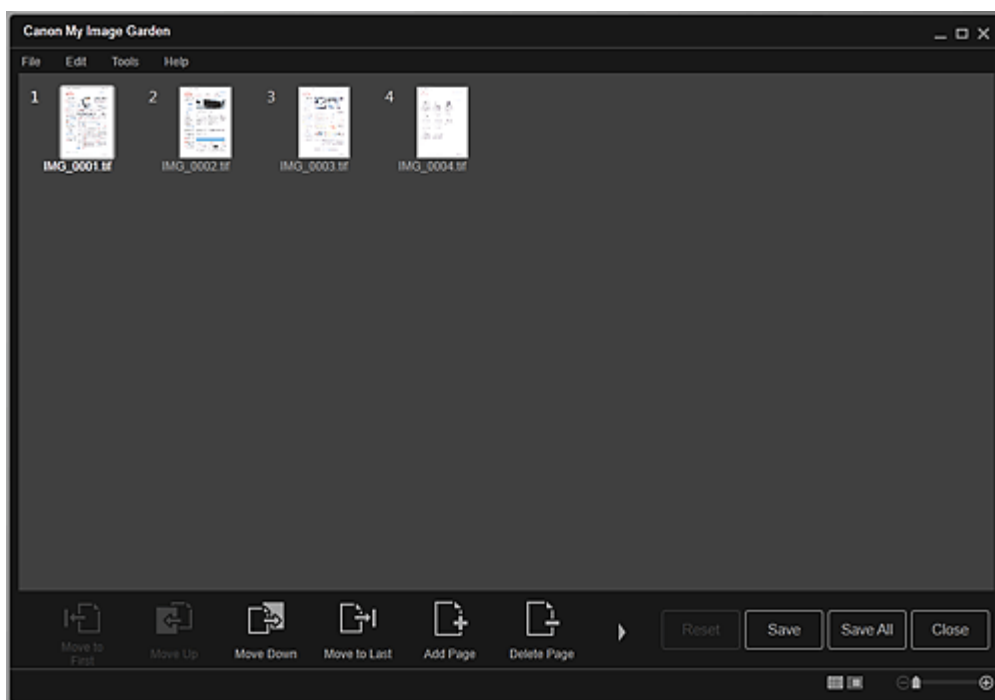 Canon My Image Garden
File Edit Tools Help
1 2 3 4
IMG_0001.tif IMG_0002.tif IMG_0003.tif IMG_0004.tif
Move to First Move Up Move Down Move to Last Add Page Delete Page Reset Save Save All Close